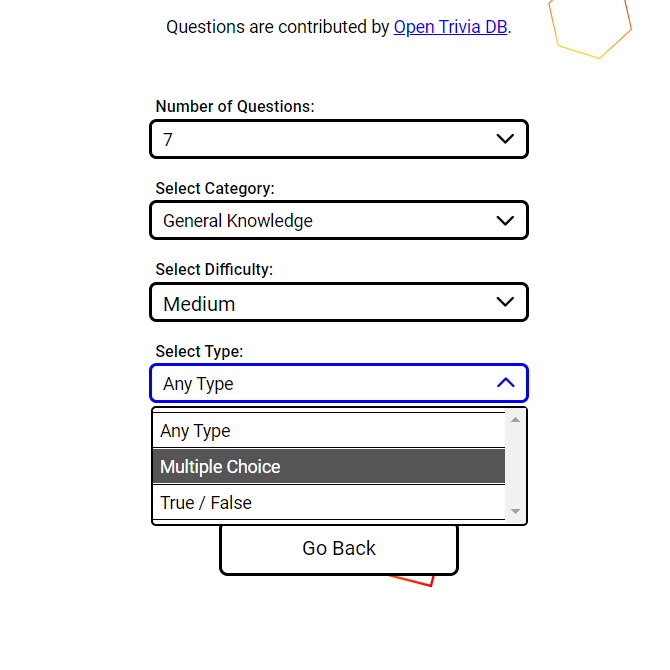 Questions are contributed by Open Trivia DB.
Number of Questions:
7
Select Category:
General Knowledge
Select Difficulty:
Medium
Select Type:
Any Type
Any Type
Multiple Choice
True / False
Go Back